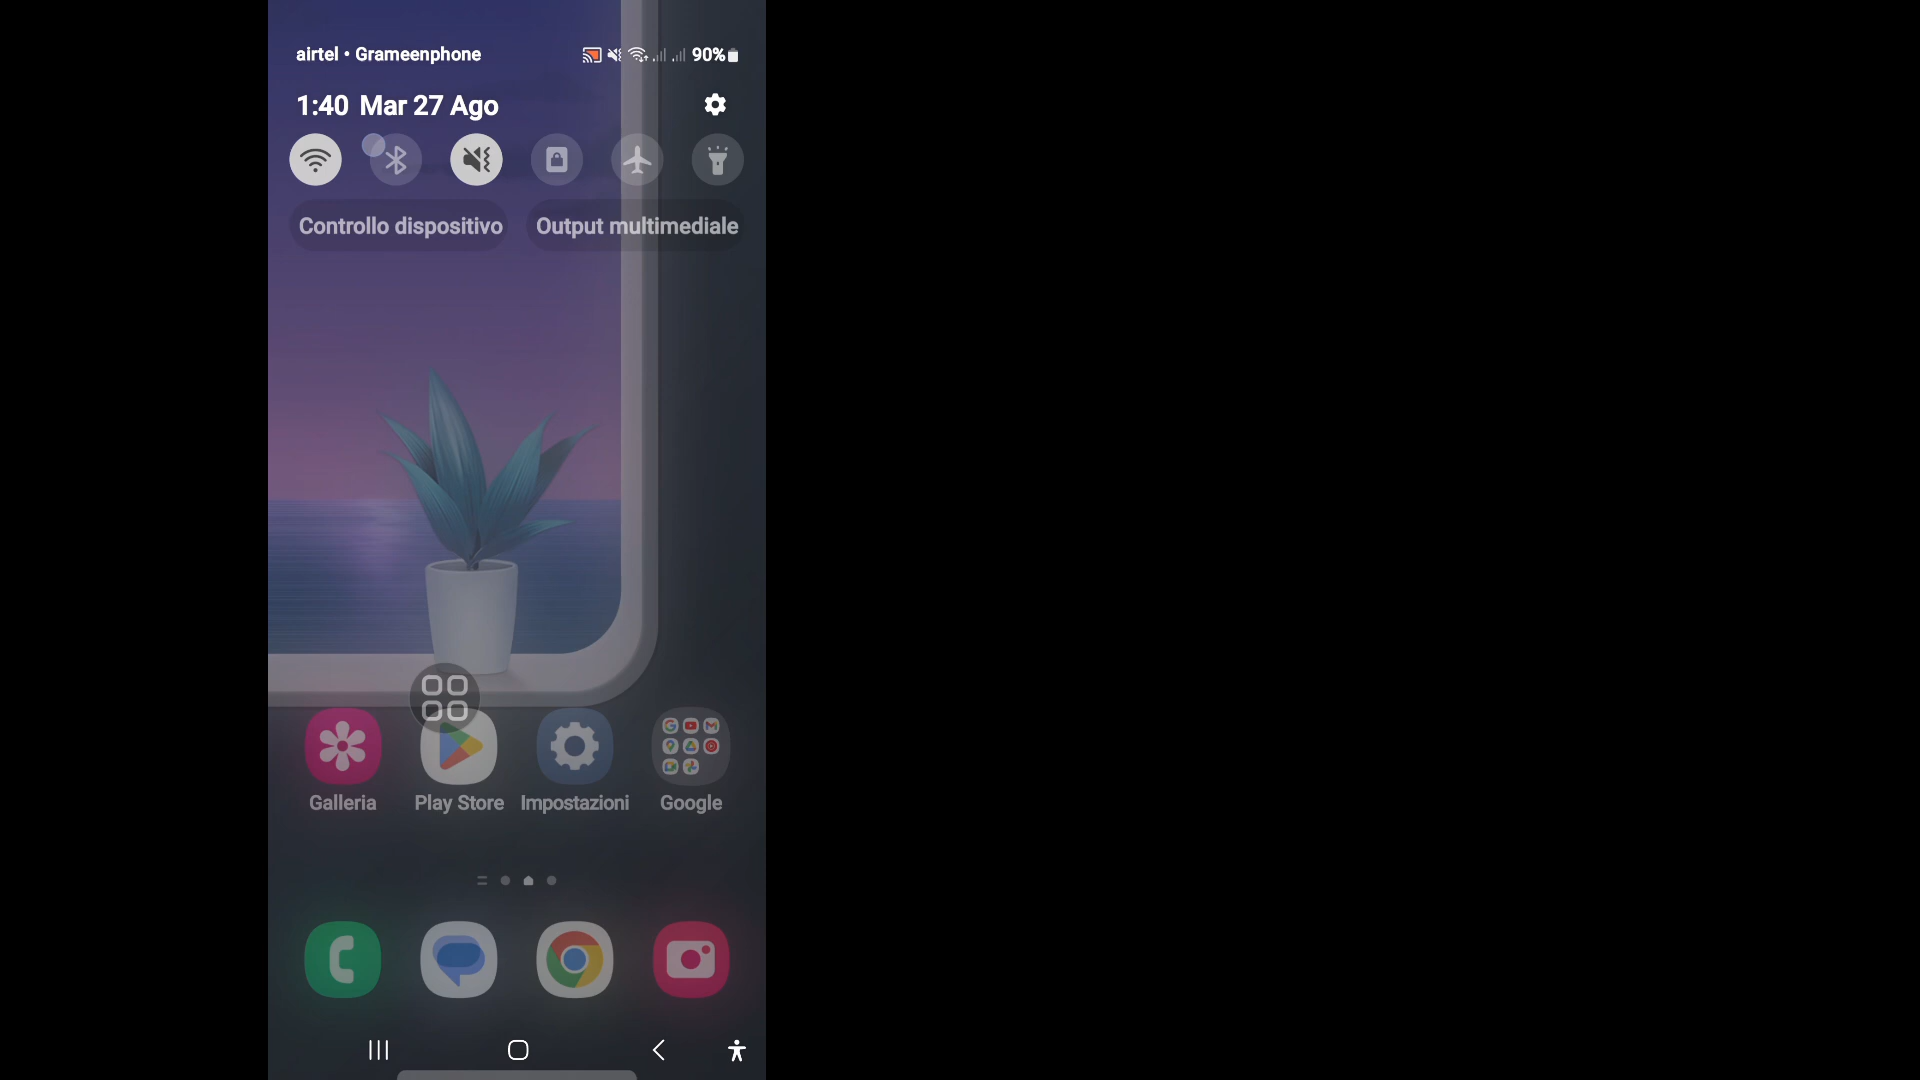 airtel • Grameenphone 90%
1:40 Mar 27 Ago
Controllo dispositivo Output multimediale
Galleria Play Store Impostazioni Google